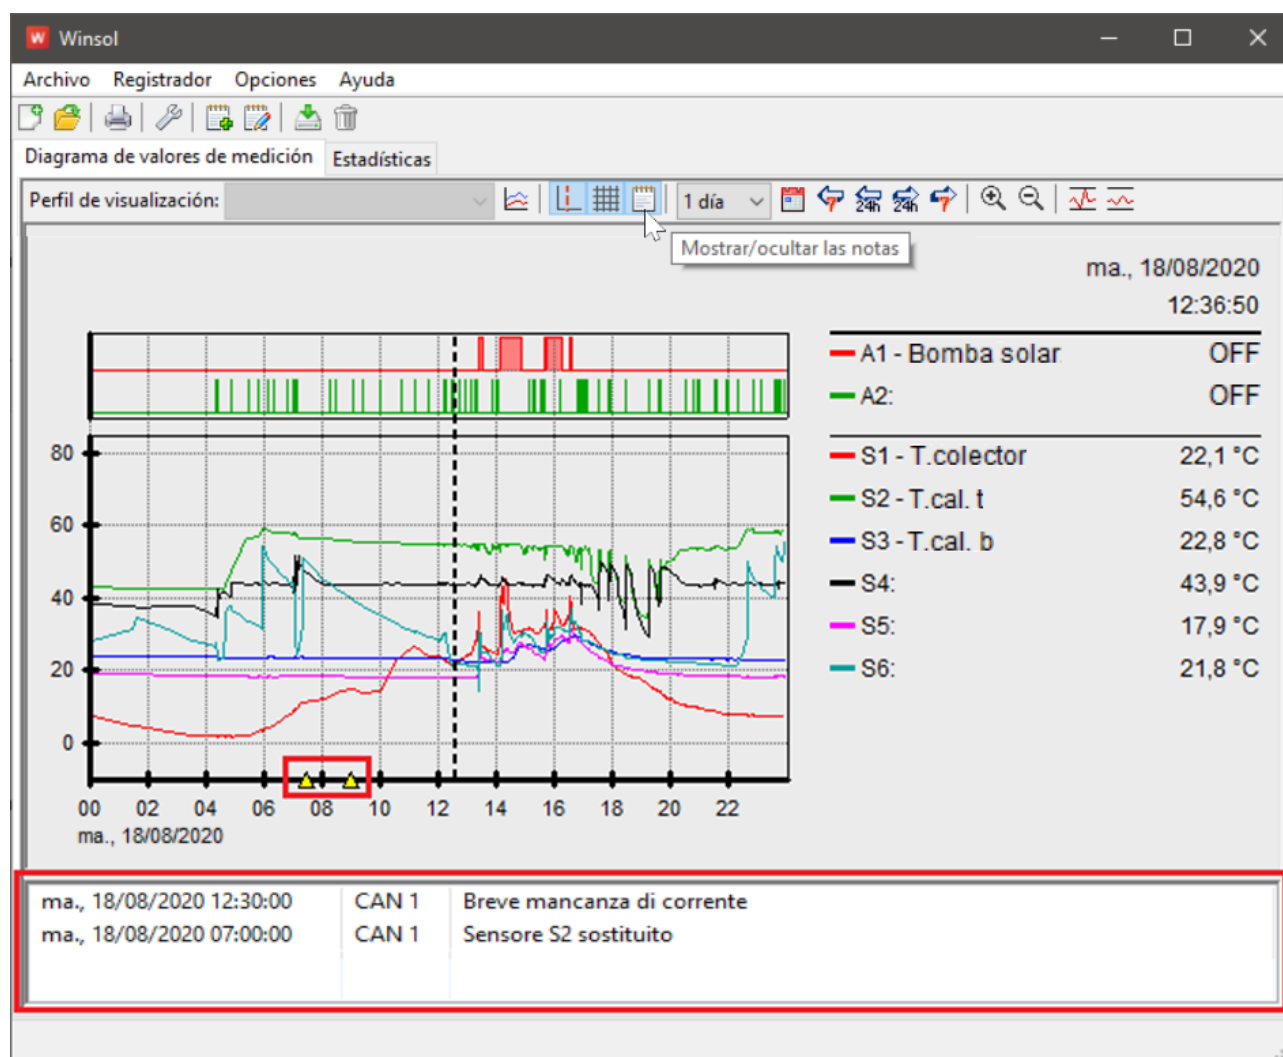 Winsol
Archivo Registrador Opciones Ayuda
Diagrama de valores de medición Estadísticas
Perfil de visualización: 1 día 24h 24h
Mostrar/ocultar las notas
ma., 18/08/2020
12:36:50
A1 - Bomba solar OFF
A2: OFF
80
60
40
20
0
S1 - T.colector 22,1 °C
S2 - T.cal. t 54,6 °C
S3 - T.cal. b 22,8 °C
S4: 43,9 °C
S5: 17,9 °C
S6: 21,8 °C
00 02 04 06 08 10 12 14 16 18 20 22
ma., 18/08/2020
ma., 18/08/2020 12:30:00 CAN 1 Breve mancanza di corrente
ma., 18/08/2020 07:00:00 CAN 1 Sensore S2 sostituito